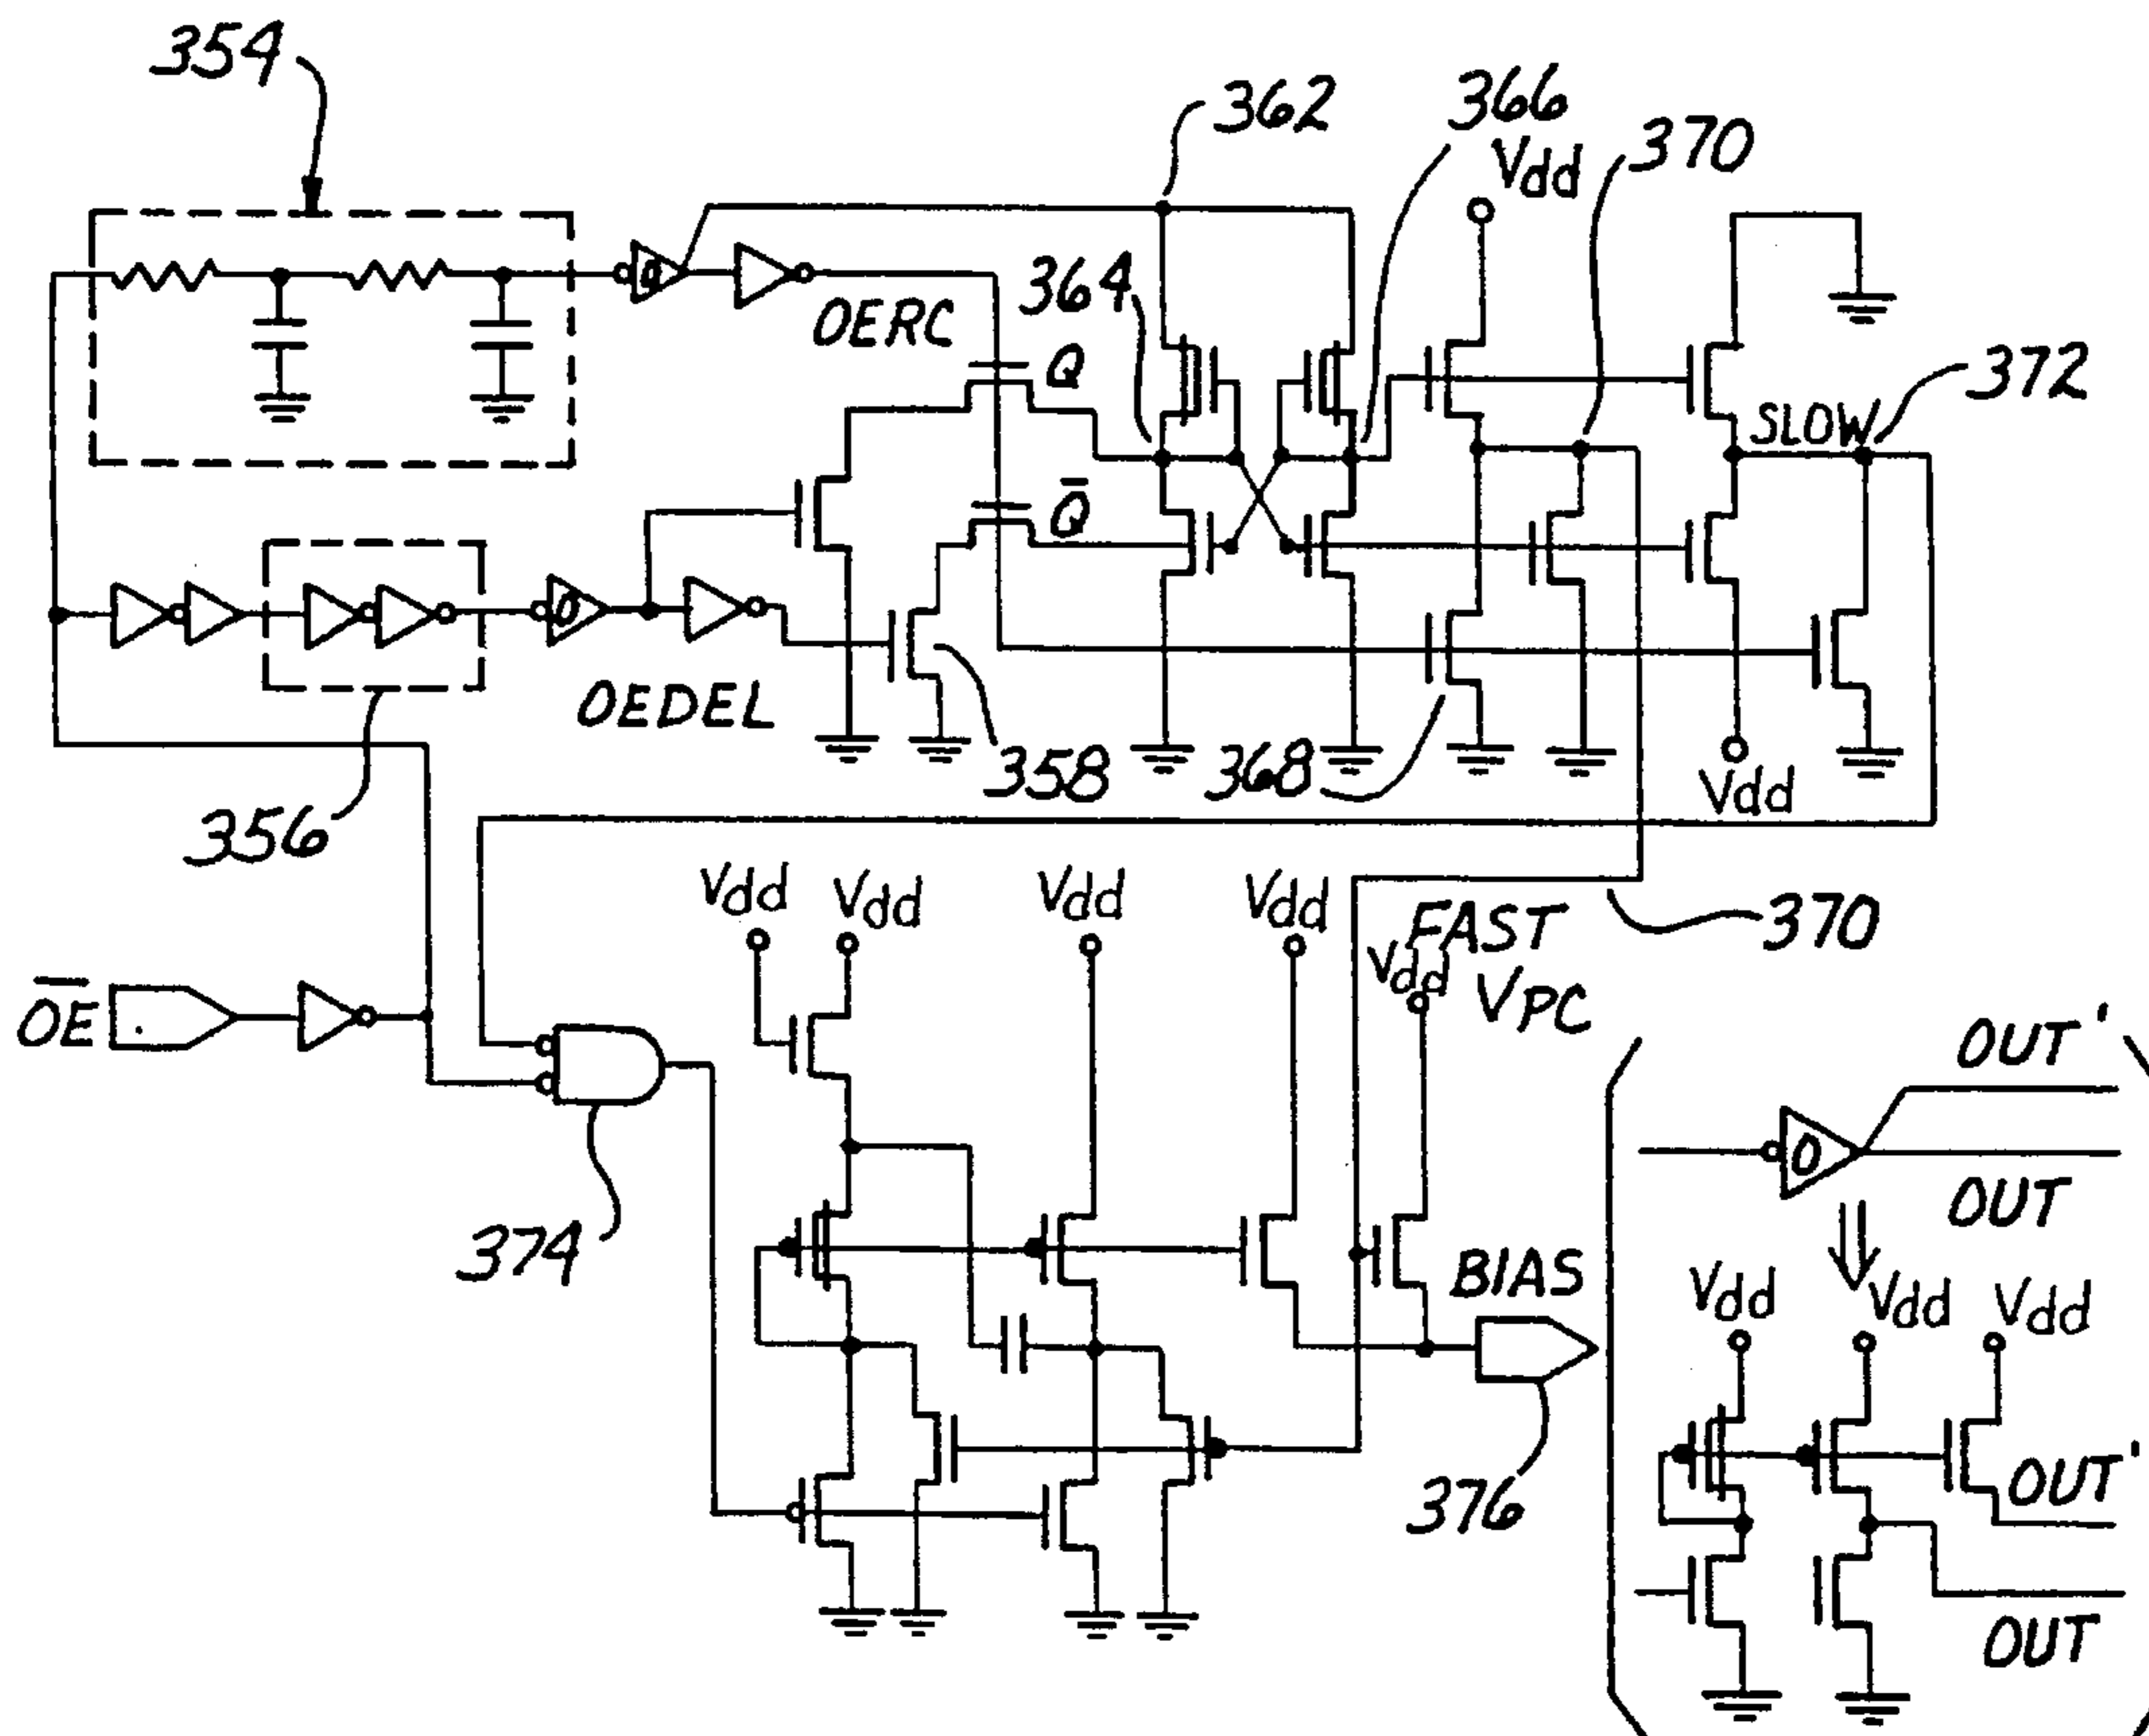 354
362
366
Vdd
370
364
OERC
Q
372
SLOW
Q̅
OEDEL
358
368
Vdd
356
Vdd
Vdd
Vdd
Vdd
FAST
370
Vdd
VPC
O̅E̅
OUT'
OUT
374
BIAS
Vdd
Vdd
Vdd
OUT'
376
OUT